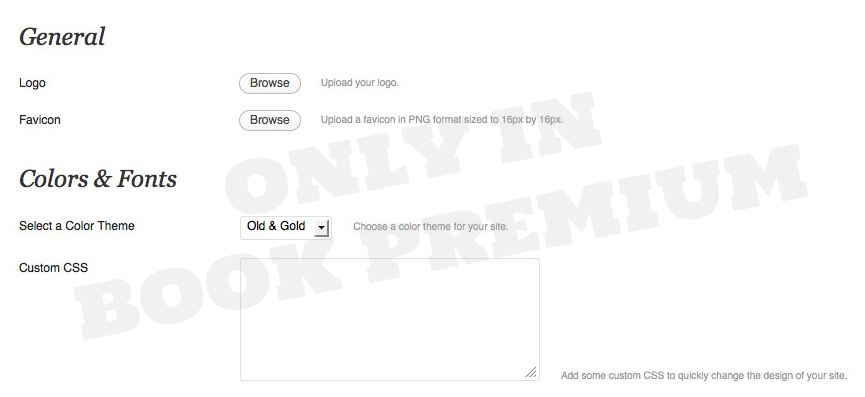 General
Logo
Browse
Upload your logo.
Favicon
Browse
Upload a favicon in PNG format sized to 16px by 16px.
ONLY IN
BOOK PREMIUM
Colors & Fonts
Select a Color Theme
Old & Gold
Choose a color theme for your site.
Custom CSS
Add some custom CSS to quickly change the design of your site.